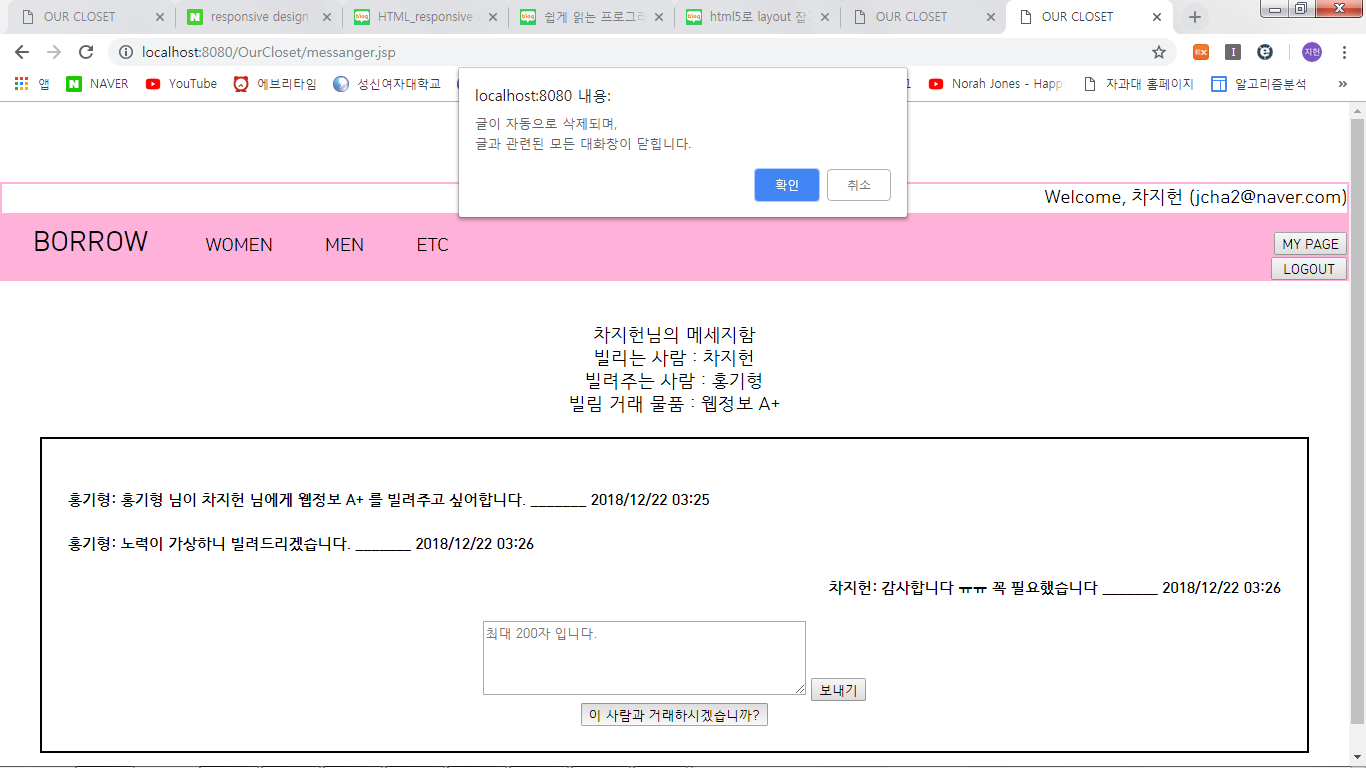 OUR CLOSET
responsive design
HTML_responsive
쉽게 읽는 프로그래
html5로 layout 잡기
OUR CLOSET
OUR CLOSET
localhost:8080/OurCloset/messanger.jsp
지헌
앱
NAVER
YouTube
에브리타임
성신여자대학교
Norah Jones - Happ
자과대 홈페이지
알고리즘분석
»
localhost:8080 내용:
글이 자동으로 삭제되며,
글과 관련된 모든 대화창이 닫힙니다.
확인
취소
Welcome, 차지헌 (jcha2@naver.com)
BORROW
WOMEN
MEN
ETC
MY PAGE
LOGOUT
차지헌님의 메세지함
빌리는 사람 : 차지헌
빌려주는 사람 : 홍기형
빌림 거래 물품 : 웹정보 A+
홍기형: 홍기형 님이 차지헌 님에게 웹정보 A+ 를 빌려주고 싶어합니다. _______ 2018/12/22 03:25
홍기형: 노력이 가상하니 빌려드리겠습니다. _______ 2018/12/22 03:26
차지헌: 감사합니다 ㅠㅠ 꼭 필요했습니다 _______ 2018/12/22 03:26
최대 200자 입니다.
보내기
이 사람과 거래하시겠습니까?